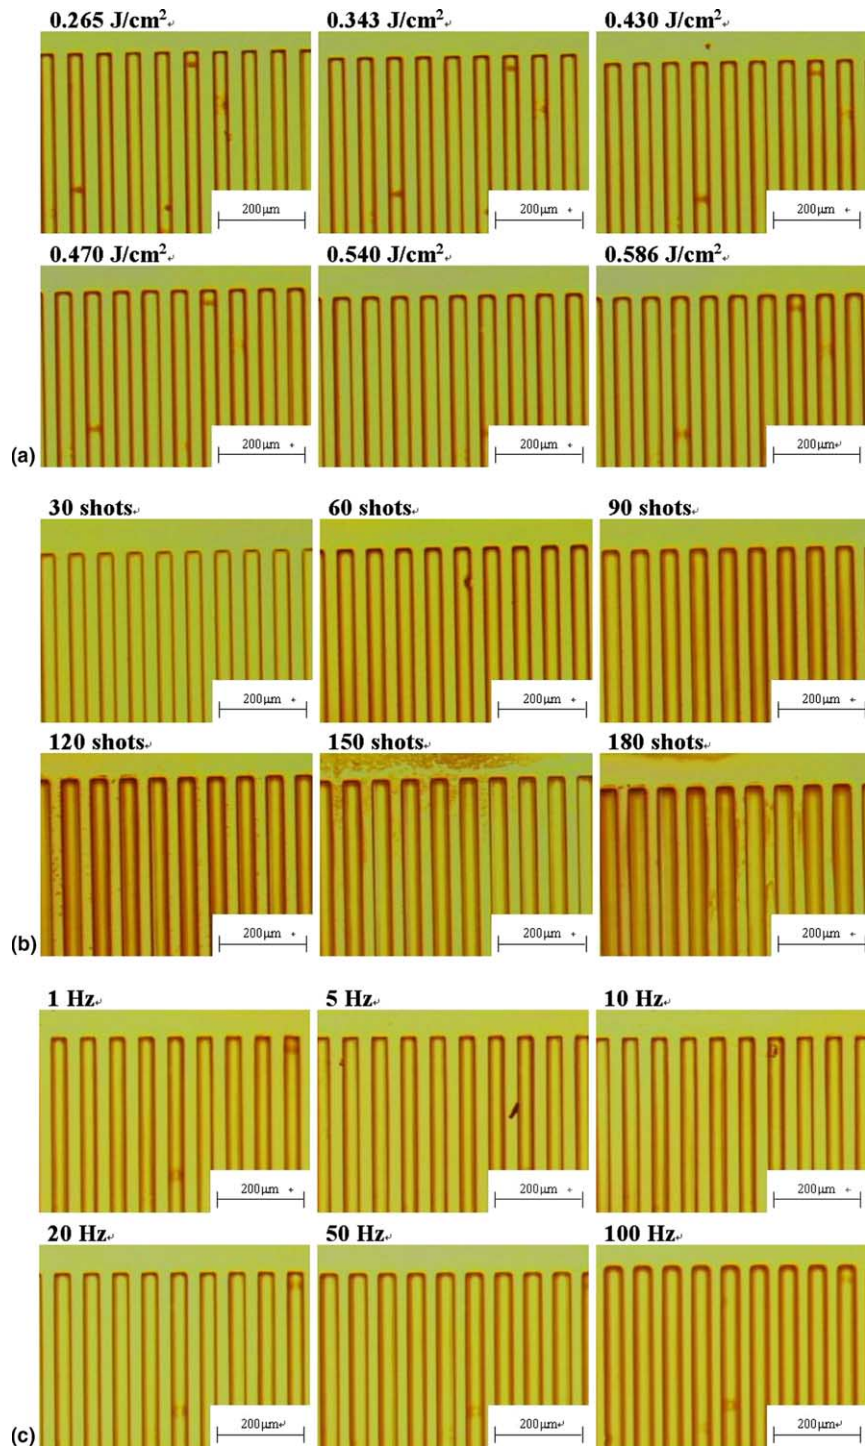 0.265 J/cm² 0.343 J/cm² 0.430 J/cm²
200µm 200µm 200µm
0.470 J/cm² 0.540 J/cm² 0.586 J/cm²
(a) 200µm 200µm 200µm
30 shots 60 shots 90 shots
200µm 200µm 200µm
120 shots 150 shots 180 shots
(b) 200µm 200µm 200µm
1 Hz 5 Hz 10 Hz
200µm 200µm 200µm
20 Hz 50 Hz 100 Hz
(c) 200µm 200µm 200µm